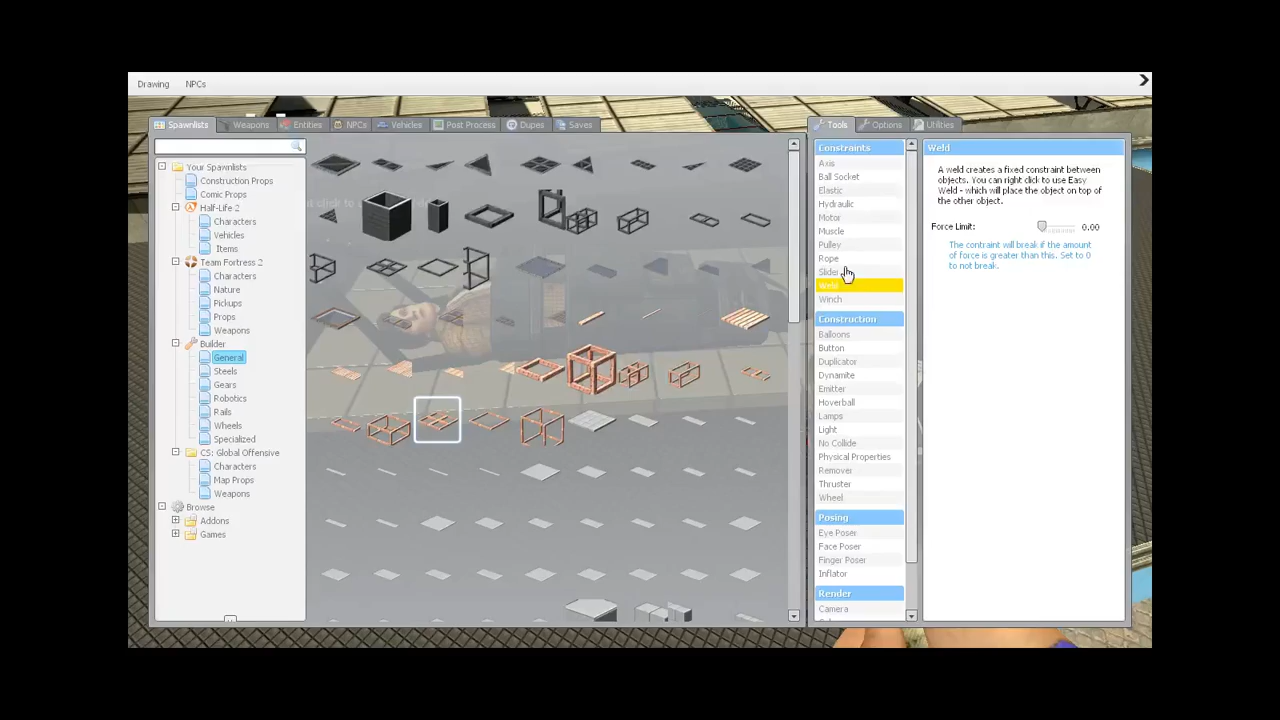 Drawing NPCs
Spawnlists Weapons Entities NPCs Vehicles Post Process Dupes Saves
Your Spawnlists
Construction Props
Comic Props
Half-Life 2
Characters
Vehicles
Items
Team Fortress 2
Characters
Nature
Pickups
Props
Weapons
Builder
General
Steels
Gears
Robotics
Rails
Wheels
Specialized
CS: Global Offensive
Characters
Map Props
Weapons
Browse
Addons
Games
Tools Options Utilities
Constraints
Axis
Ball Socket
Elastic
Hydraulic
Motor
Muscle
Pulley
Rope
Slider
Weld
Winch
Construction
Balloons
Button
Duplicator
Dynamite
Emitter
Hoverball
Lamps
Light
No Collide
Physical Properties
Remover
Thruster
Wheel
Posing
Eye Poser
Face Poser
Finger Poser
Inflator
Render
Camera
Weld
A weld creates a fixed constraint between
objects. You can right click to use Easy
Weld - which will place the object on top of
the other object.
Force Limit: 0.00
The contraint will break if the amount
of force is greater than this. Set to 0
to not break.